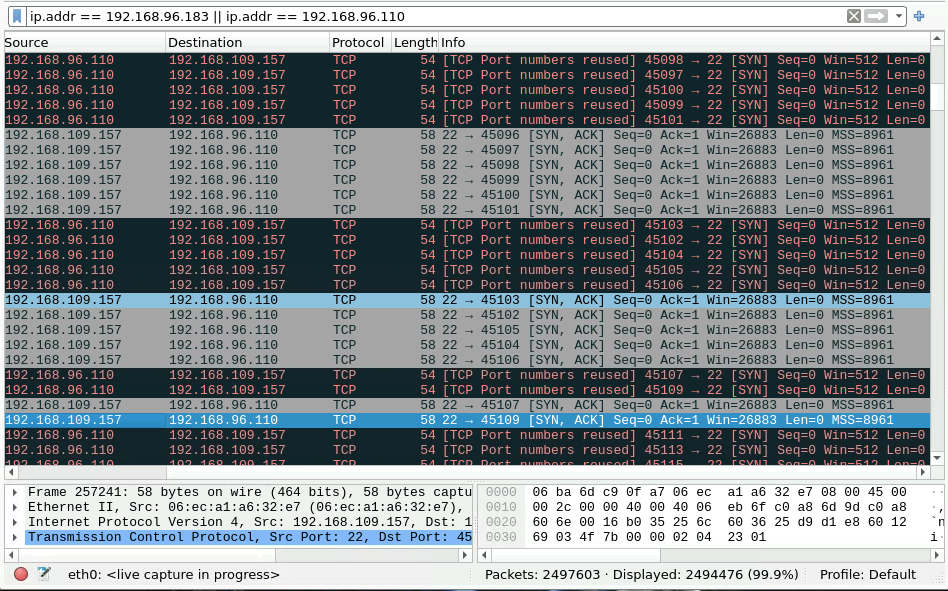 ip.addr == 192.168.96.183 || ip.addr == 192.168.96.110
Source Destination Protocol Length Info
192.168.96.110 192.168.109.157 TCP 54 [TCP Port numbers reused] 45098 → 22 [SYN] Seq=0 Win=512 Len=0
192.168.96.110 192.168.109.157 TCP 54 [TCP Port numbers reused] 45097 → 22 [SYN] Seq=0 Win=512 Len=0
192.168.96.110 192.168.109.157 TCP 54 [TCP Port numbers reused] 45100 → 22 [SYN] Seq=0 Win=512 Len=0
192.168.96.110 192.168.109.157 TCP 54 [TCP Port numbers reused] 45099 → 22 [SYN] Seq=0 Win=512 Len=0
192.168.96.110 192.168.109.157 TCP 54 [TCP Port numbers reused] 45101 → 22 [SYN] Seq=0 Win=512 Len=0
192.168.109.157 192.168.96.110 TCP 58 22 → 45096 [SYN, ACK] Seq=0 Ack=1 Win=26883 Len=0 MSS=8961
192.168.109.157 192.168.96.110 TCP 58 22 → 45097 [SYN, ACK] Seq=0 Ack=1 Win=26883 Len=0 MSS=8961
192.168.109.157 192.168.96.110 TCP 58 22 → 45098 [SYN, ACK] Seq=0 Ack=1 Win=26883 Len=0 MSS=8961
192.168.109.157 192.168.96.110 TCP 58 22 → 45099 [SYN, ACK] Seq=0 Ack=1 Win=26883 Len=0 MSS=8961
192.168.109.157 192.168.96.110 TCP 58 22 → 45100 [SYN, ACK] Seq=0 Ack=1 Win=26883 Len=0 MSS=8961
192.168.109.157 192.168.96.110 TCP 58 22 → 45101 [SYN, ACK] Seq=0 Ack=1 Win=26883 Len=0 MSS=8961
192.168.96.110 192.168.109.157 TCP 54 [TCP Port numbers reused] 45103 → 22 [SYN] Seq=0 Win=512 Len=0
192.168.96.110 192.168.109.157 TCP 54 [TCP Port numbers reused] 45102 → 22 [SYN] Seq=0 Win=512 Len=0
192.168.96.110 192.168.109.157 TCP 54 [TCP Port numbers reused] 45104 → 22 [SYN] Seq=0 Win=512 Len=0
192.168.96.110 192.168.109.157 TCP 54 [TCP Port numbers reused] 45105 → 22 [SYN] Seq=0 Win=512 Len=0
192.168.96.110 192.168.109.157 TCP 54 [TCP Port numbers reused] 45106 → 22 [SYN] Seq=0 Win=512 Len=0
192.168.109.157 192.168.96.110 TCP 58 22 → 45103 [SYN, ACK] Seq=0 Ack=1 Win=26883 Len=0 MSS=8961
192.168.109.157 192.168.96.110 TCP 58 22 → 45102 [SYN, ACK] Seq=0 Ack=1 Win=26883 Len=0 MSS=8961
192.168.109.157 192.168.96.110 TCP 58 22 → 45105 [SYN, ACK] Seq=0 Ack=1 Win=26883 Len=0 MSS=8961
192.168.109.157 192.168.96.110 TCP 58 22 → 45104 [SYN, ACK] Seq=0 Ack=1 Win=26883 Len=0 MSS=8961
192.168.109.157 192.168.96.110 TCP 58 22 → 45106 [SYN, ACK] Seq=0 Ack=1 Win=26883 Len=0 MSS=8961
192.168.96.110 192.168.109.157 TCP 54 [TCP Port numbers reused] 45107 → 22 [SYN] Seq=0 Win=512 Len=0
192.168.96.110 192.168.109.157 TCP 54 [TCP Port numbers reused] 45109 → 22 [SYN] Seq=0 Win=512 Len=0
192.168.109.157 192.168.96.110 TCP 58 22 → 45107 [SYN, ACK] Seq=0 Ack=1 Win=26883 Len=0 MSS=8961
192.168.109.157 192.168.96.110 TCP 58 22 → 45109 [SYN, ACK] Seq=0 Ack=1 Win=26883 Len=0 MSS=8961
192.168.96.110 192.168.109.157 TCP 54 [TCP Port numbers reused] 45111 → 22 [SYN] Seq=0 Win=512 Len=0
192.168.96.110 192.168.109.157 TCP 54 [TCP Port numbers reused] 45113 → 22 [SYN] Seq=0 Win=512 Len=0
Frame 257241: 58 bytes on wire (464 bits), 58 bytes captu
Ethernet II, Src: 06:ec:a1:a6:32:e7 (06:ec:a1:a6:32:e7),
Internet Protocol Version 4, Src: 192.168.109.157, Dst: 1
Transmission Control Protocol, Src Port: 22, Dst Port: 45
0000 06 ba 6d c9 0f a7 06 ec a1 a6 32 e7 08 00 45 00 ··
0010 00 2c 00 00 40 00 40 06 eb 6f c0 a8 6d 9d c0 a8 ·,
0020 60 6e 00 16 b0 35 25 6c 60 36 25 d9 d1 e8 60 12 `n
0030 69 03 4f 7b 00 00 02 04 23 01 i·
eth0: <live capture in progress> Packets: 2497603 · Displayed: 2494476 (99.9%) Profile: Default